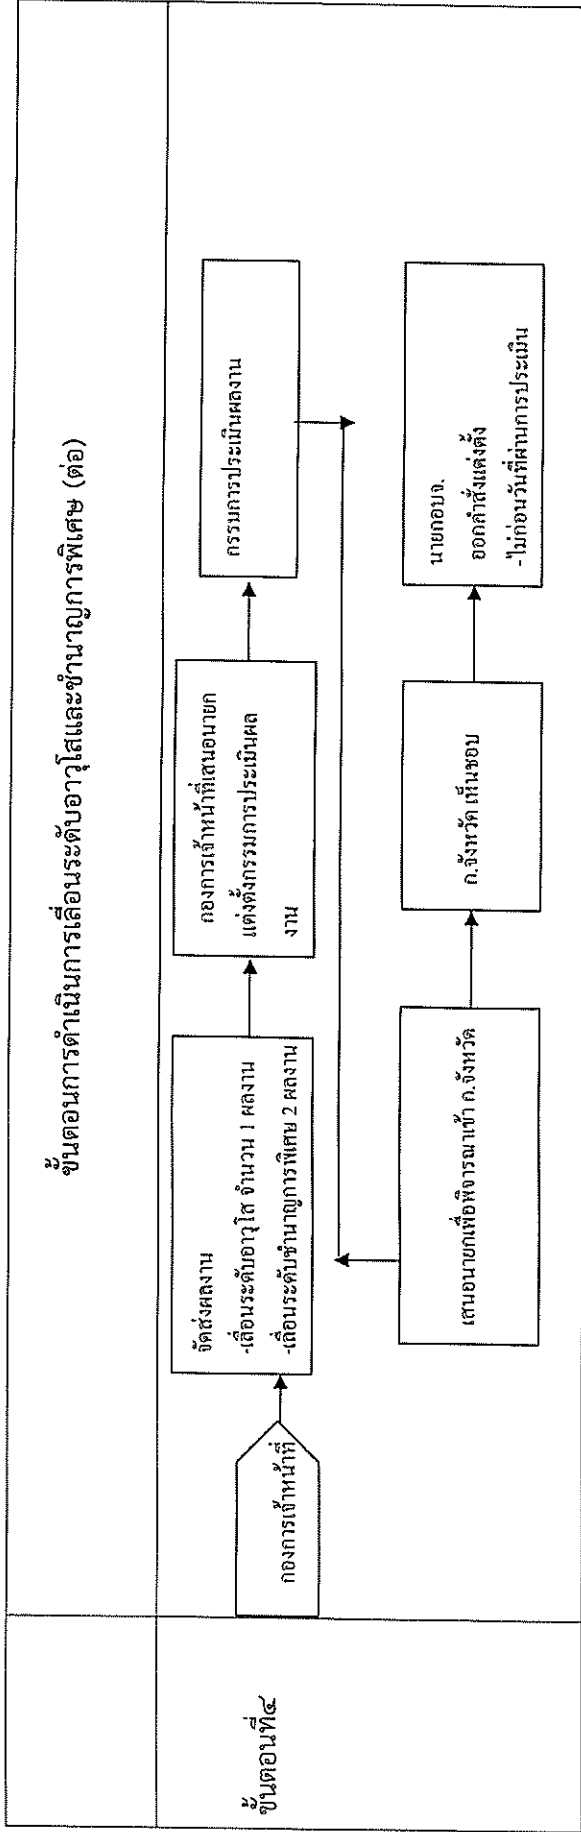 ขั้นตอนการดำเนินการเลื่อนระดับอาวุโสและชำนาญการพิเศษ (ต่อ)
ขั้นตอนที่๔
กองการเจ้าหน้าที่
จัดส่งผลงาน
-เลื่อนระดับอาวุโส จำนวน 1 ผลงาน
-เลื่อนระดับชำนาญการพิเศษ 2 ผลงาน
กองการเจ้าหน้าที่เสนอนายก
แต่งตั้งกรรมการประเมินผล
งาน
กรรมการประเมินผลงาน
เสนอนายกเพื่อพิจารณาเข้า ก.จังหวัด
ก.จังหวัด เห็นชอบ
นายกอบจ.
ออกคำสั่งแต่งตั้ง
-ไม่ก่อนวันที่ผ่านการประเมิน